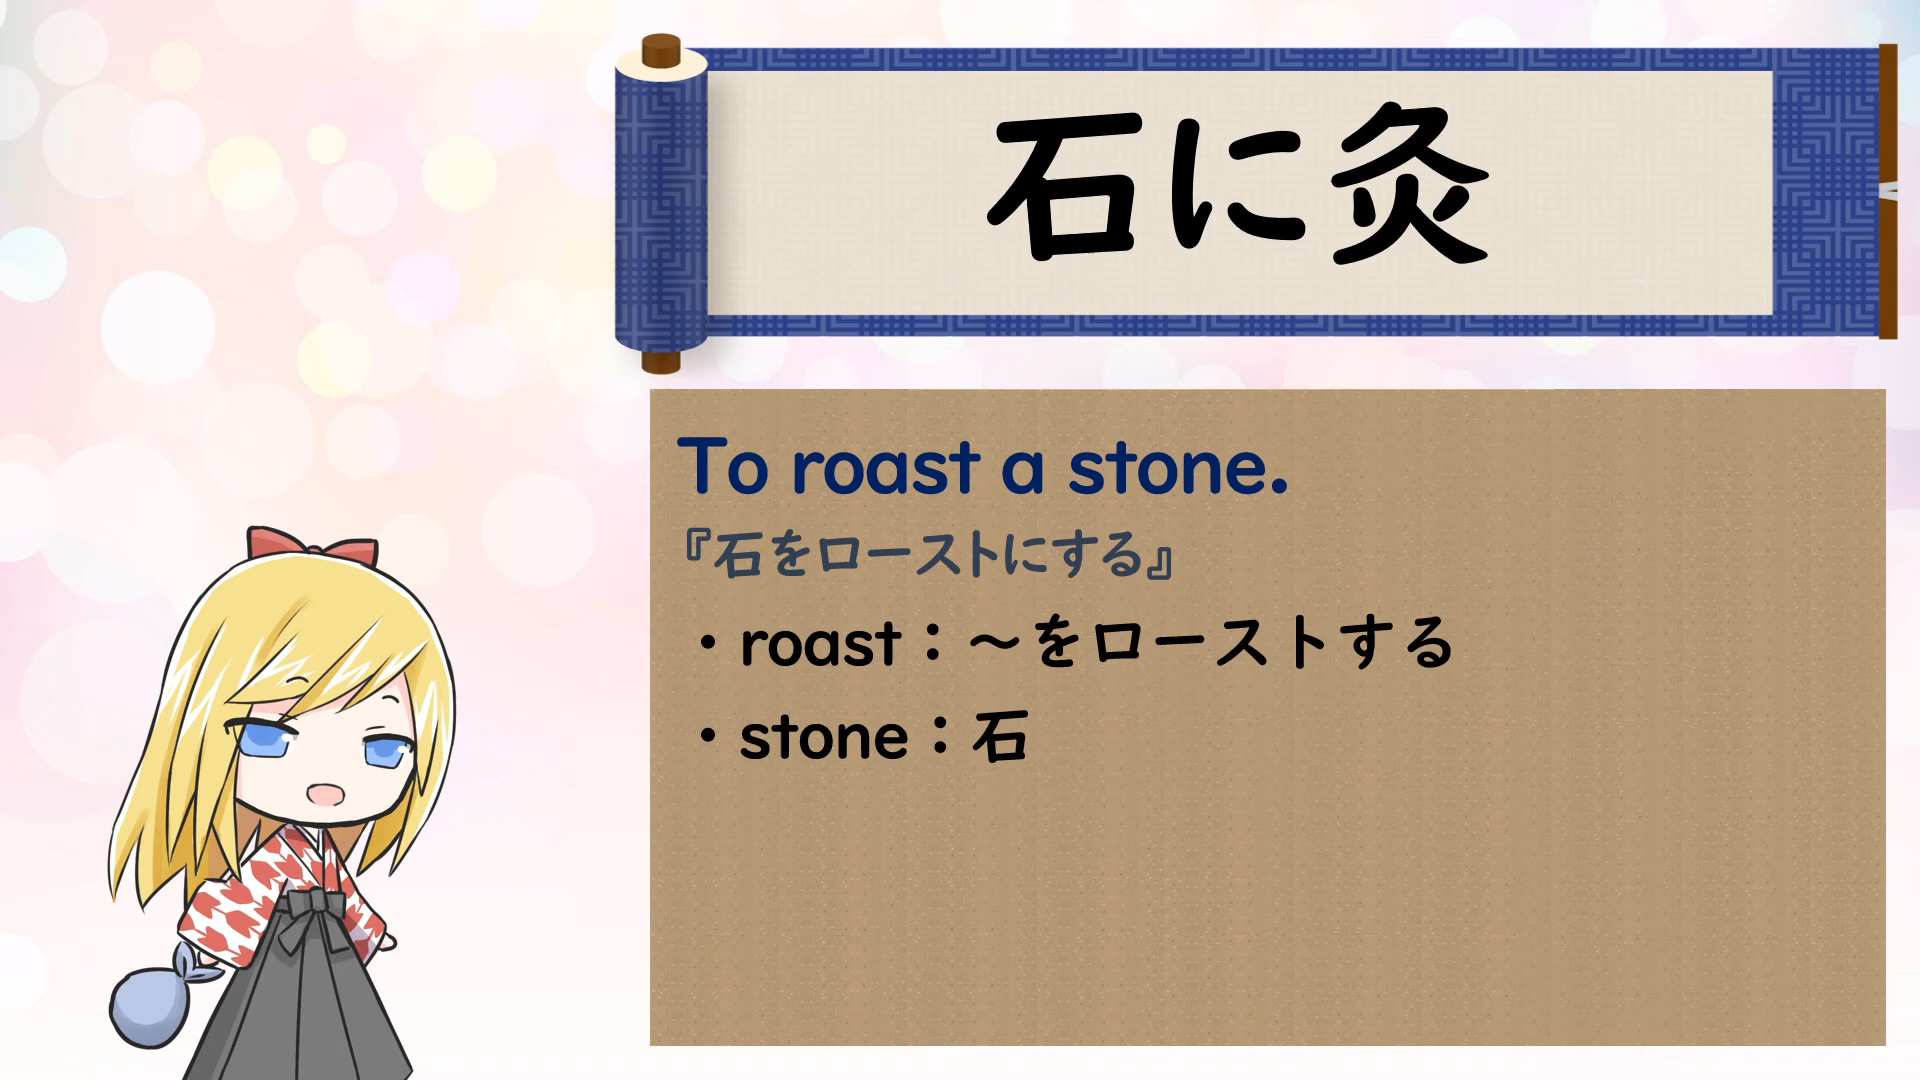 石に灸
To roast a stone.
『石をローストにする』
・roast：～をローストする
・stone：石